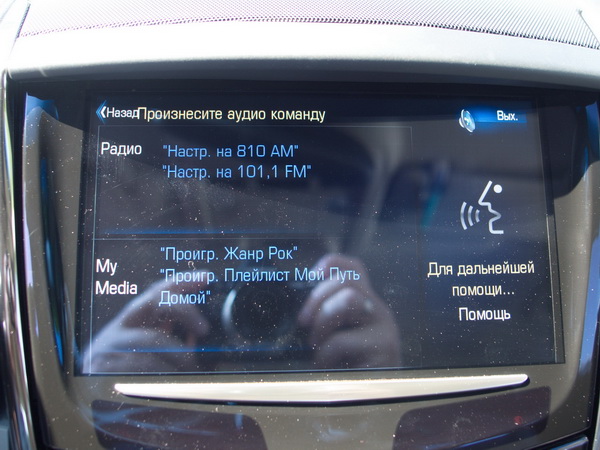 Назад Произнесите аудио команду
Вых.
Радио
"Настр. на 810 AM"
"Настр. на 101,1 FM"
My
Media
"Проигр. Жанр Рок"
"Проигр. Плейлист Мой Путь
Домой"
Для дальнейшей
помощи...
Помощь